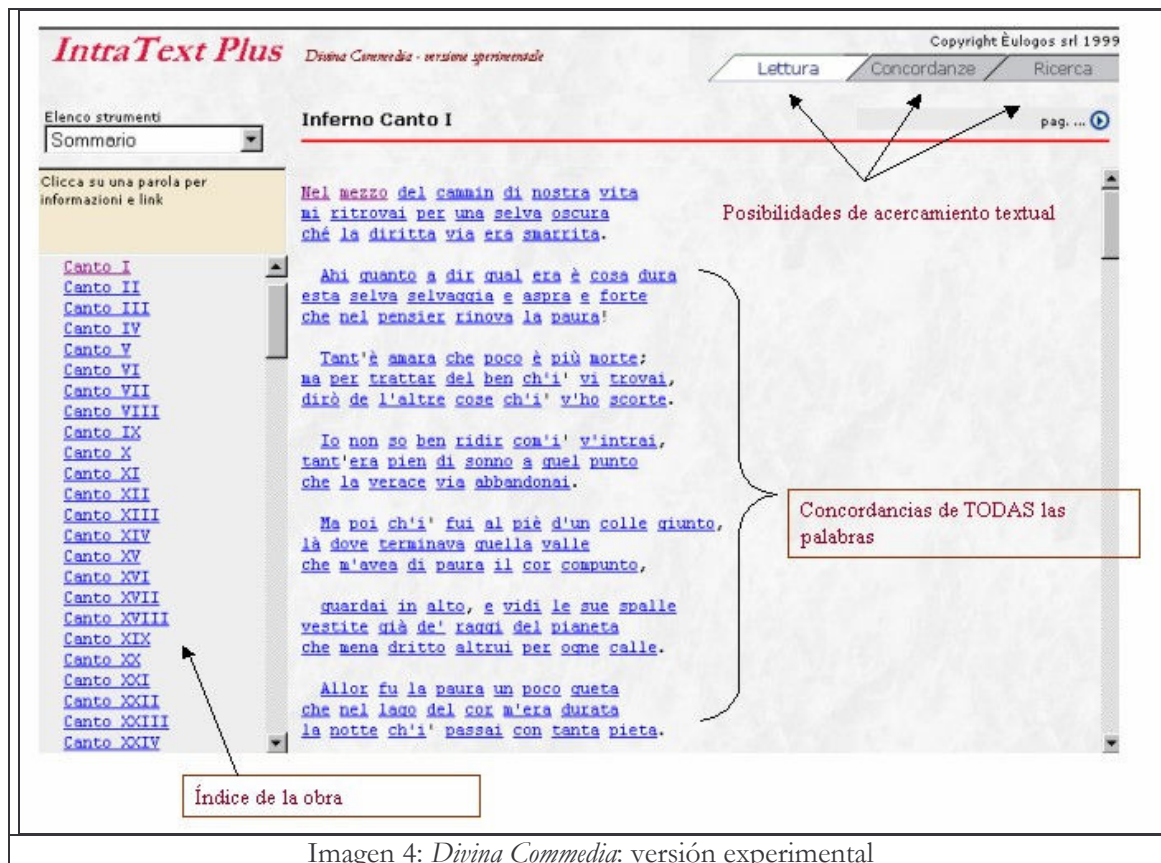 IntraText Plus
Divina Commedia - versione sperimentale
Copyright Èulogos srl 1999
Lettura
Concordanze
Ricerca
Elenco strumenti
Sommario
Inferno Canto I
pag. ...
Clicca su una parola per
informazioni e link
Canto I
Canto II
Canto III
Canto IV
Canto V
Canto VI
Canto VII
Canto VIII
Canto IX
Canto X
Canto XI
Canto XII
Canto XIII
Canto XIV
Canto XV
Canto XVI
Canto XVII
Canto XVIII
Canto XIX
Canto XX
Canto XXI
Canto XXII
Canto XXIII
Canto XXIV
Nel mezzo del cammin di nostra vita
mi ritrovai per una selva oscura
ché la diritta via era smarrita.
Ahi quanto a dir qual era è cosa dura
esta selva selvaggia e aspra e forte
che nel pensier rinova la paura!
Tant'è amara che poco è più morte;
ma per trattar del ben ch'i' vi trovai,
dirò de l'altre cose ch'i' v'ho scorte.
Io non so ben ridir com'i' v'intrai,
tant'era pien di sonno a quel punto
che la verace via abbandonai.
Ma poi ch'i' fui al piè d'un colle giunto,
là dove terminava quella valle
che m'avea di paura il cor compunto,
guardai in alto, e vidi le sue spalle
vestite già de' raggi del pianeta
che mena dritto altrui per ogne calle.
Allor fu la paura un poco queta
che nel lago del cor m'era durata
la notte ch'i' passai con tanta pieta.
Posibilidades de acercamiento textual
Concordancias de TODAS las
palabras
Índice de la obra
Imagen 4: Divina Commedia: versión experimental